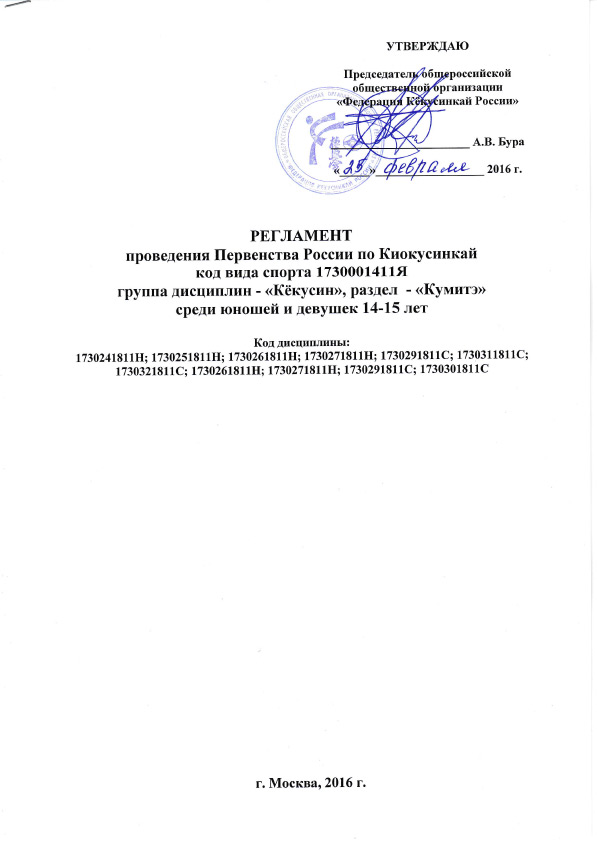 УТВЕРЖДАЮ
Председатель общероссийской
общественной организации
«Федерация Кёкусинкай России»
А.В. Бура
«25» февраля 2016 г.
РЕГЛАМЕНТ
проведения Первенства России по Киокусинкай
код вида спорта 1730001411Я
группа дисциплин - «Кёкусин», раздел - «Кумитэ»
среди юношей и девушек 14-15 лет
Код дисциплины:
1730241811Н; 1730251811Н; 1730261811Н; 1730271811Н; 1730291811С; 1730311811С;
1730321811С; 1730261811Н; 1730271811Н; 1730291811С; 1730301811С
г. Москва, 2016 г.